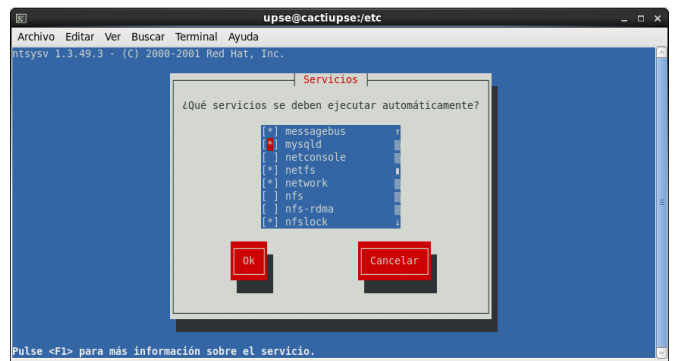 upse@cactiupse:/etc
Archivo Editar Ver Buscar Terminal Ayuda
ntsysv 1.3.49.3 - (C) 2000-2001 Red Hat, Inc.
Servicios
¿Qué servicios se deben ejecutar automáticamente?
[*] messagebus
[*] mysqld
[ ] netconsole
[*] netfs
[*] network
[ ] nfs
[ ] nfs-rdma
[*] nfslock
Ok Cancelar
Pulse <F1> para más información sobre el servicio.